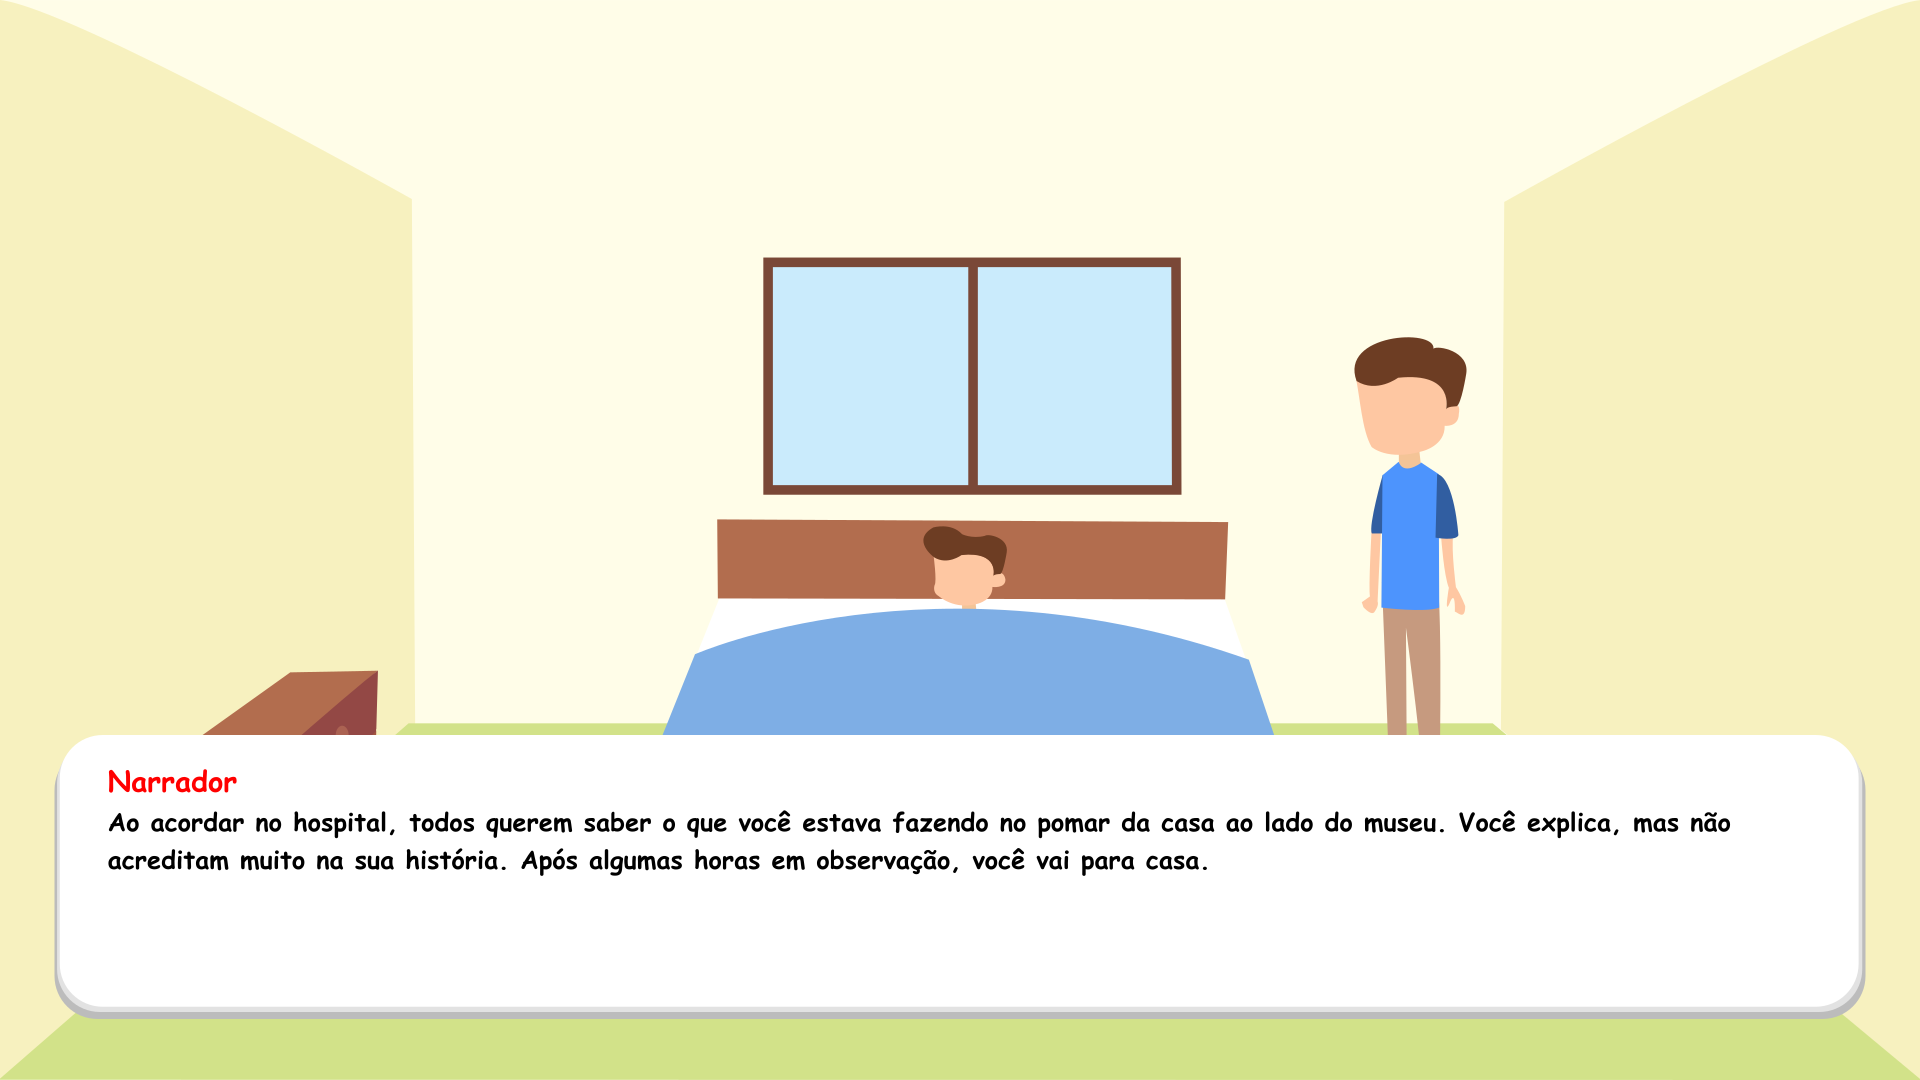 Narrador
Ao acordar no hospital, todos querem saber o que você estava fazendo no pomar da casa ao lado do museu. Você explica, mas não
acreditam muito na sua história. Após algumas horas em observação, você vai para casa.